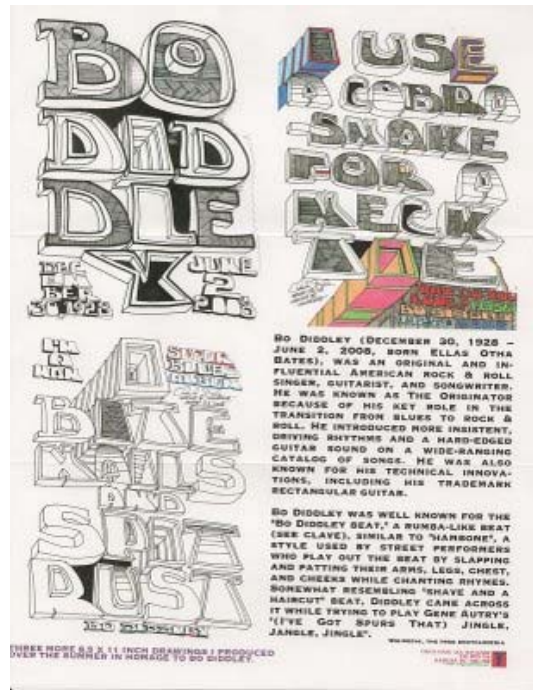 BO
DID
DLE
Y
DEC
EM
BER
30 1928
JUNE
2
2008
I USE
A COBRA
SNAKE
FOR A
NECK
TIE
I'M
A
MAN
BONE
YARDS
AND
DUST
BO DIDDLEY (DECEMBER 30, 1928 –
JUNE 2, 2008, BORN ELLAS OTHA
BATES), WAS AN ORIGINAL AND IN-
FLUENTIAL AMERICAN ROCK & ROLL
SINGER, GUITARIST, AND SONGWRITER.
HE WAS KNOWN AS THE ORIGINATOR
BECAUSE OF HIS KEY ROLE IN THE
TRANSITION FROM BLUES TO ROCK &
ROLL. HE INTRODUCED MORE INSISTENT,
DRIVING RHYTHMS AND A HARD-EDGED
GUITAR SOUND ON A WIDE-RANGING
CATALOG OF SONGS. HE WAS ALSO
KNOWN FOR HIS TECHNICAL INNOVA-
TIONS, INCLUDING HIS TRADEMARK
RECTANGULAR GUITAR.
BO DIDDLEY WAS WELL KNOWN FOR THE
"BO DIDDLEY BEAT," A RUMBA-LIKE BEAT
(SEE CLAVE), SIMILAR TO "HAMBONE", A
STYLE USED BY STREET PERFORMERS
WHO PLAY OUT THE BEAT BY SLAPPING
AND PATTING THEIR ARMS, LEGS, CHEST,
AND CHEEKS WHILE CHANTING RHYMES.
SOMEWHAT RESEMBLING "SHAVE AND A
HAIRCUT" BEAT, DIDDLEY CAME ACROSS
IT WHILE TRYING TO PLAY GENE AUTRY'S
"(I'VE GOT SPURS THAT) JINGLE,
JANGLE, JINGLE".
WIKIPEDIA, THE FREE ENCYCLOPEDIA
THREE MORE 8.5 X 11 INCH DRAWINGS I PRODUCED
OVER THE SUMMER IN HOMAGE TO BO DIDDLEY.